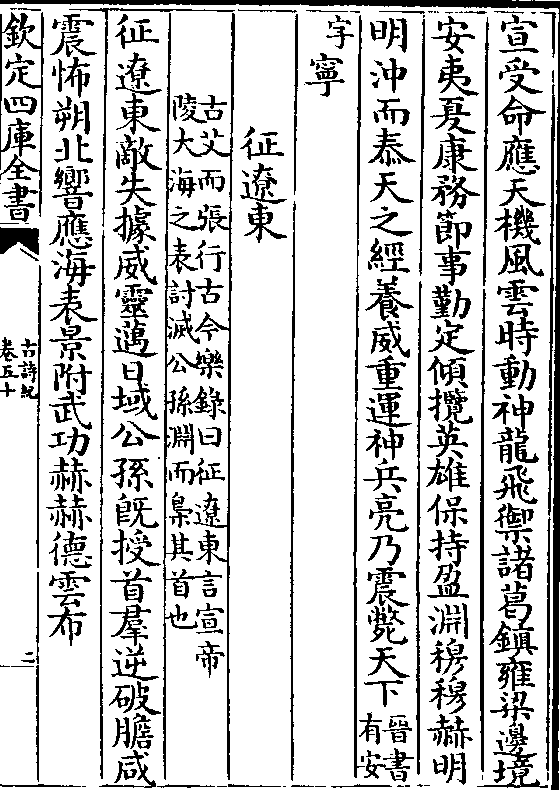 宣受命應天機風雲時動神龍飛禦諸葛鎮雍梁邊境
安夷夏康務節事勤定傾攬英雄保持盈淵穆穆赫明
明沖而泰天之經養威重運神兵亮乃震斃天下晉書有安
字
寧
征遼東
古艾而張行古今樂錄曰征遼東言宣帝
陵大海之表討滅公孫淵而梟其首也
征遼東敵失據威靈邁日域公孫旣授首羣逆破膽咸
震怖朔北響應海表景附武功赫赫德雲布
欽定四庫全書
古詩紀
卷五十
二